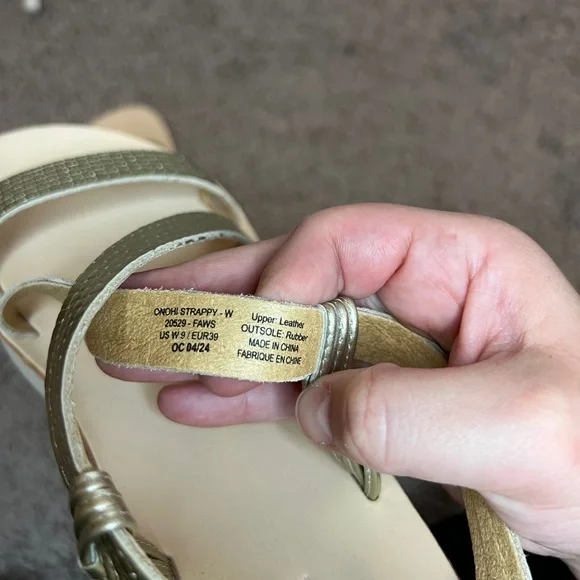 ONOHI STRAPPY - W
20529 - FAWS
US W 9 / EUR39
OC 04/24
Upper: Leather
OUTSOLE: Rubber
MADE IN CHINA
FABRIQUE EN CHINE